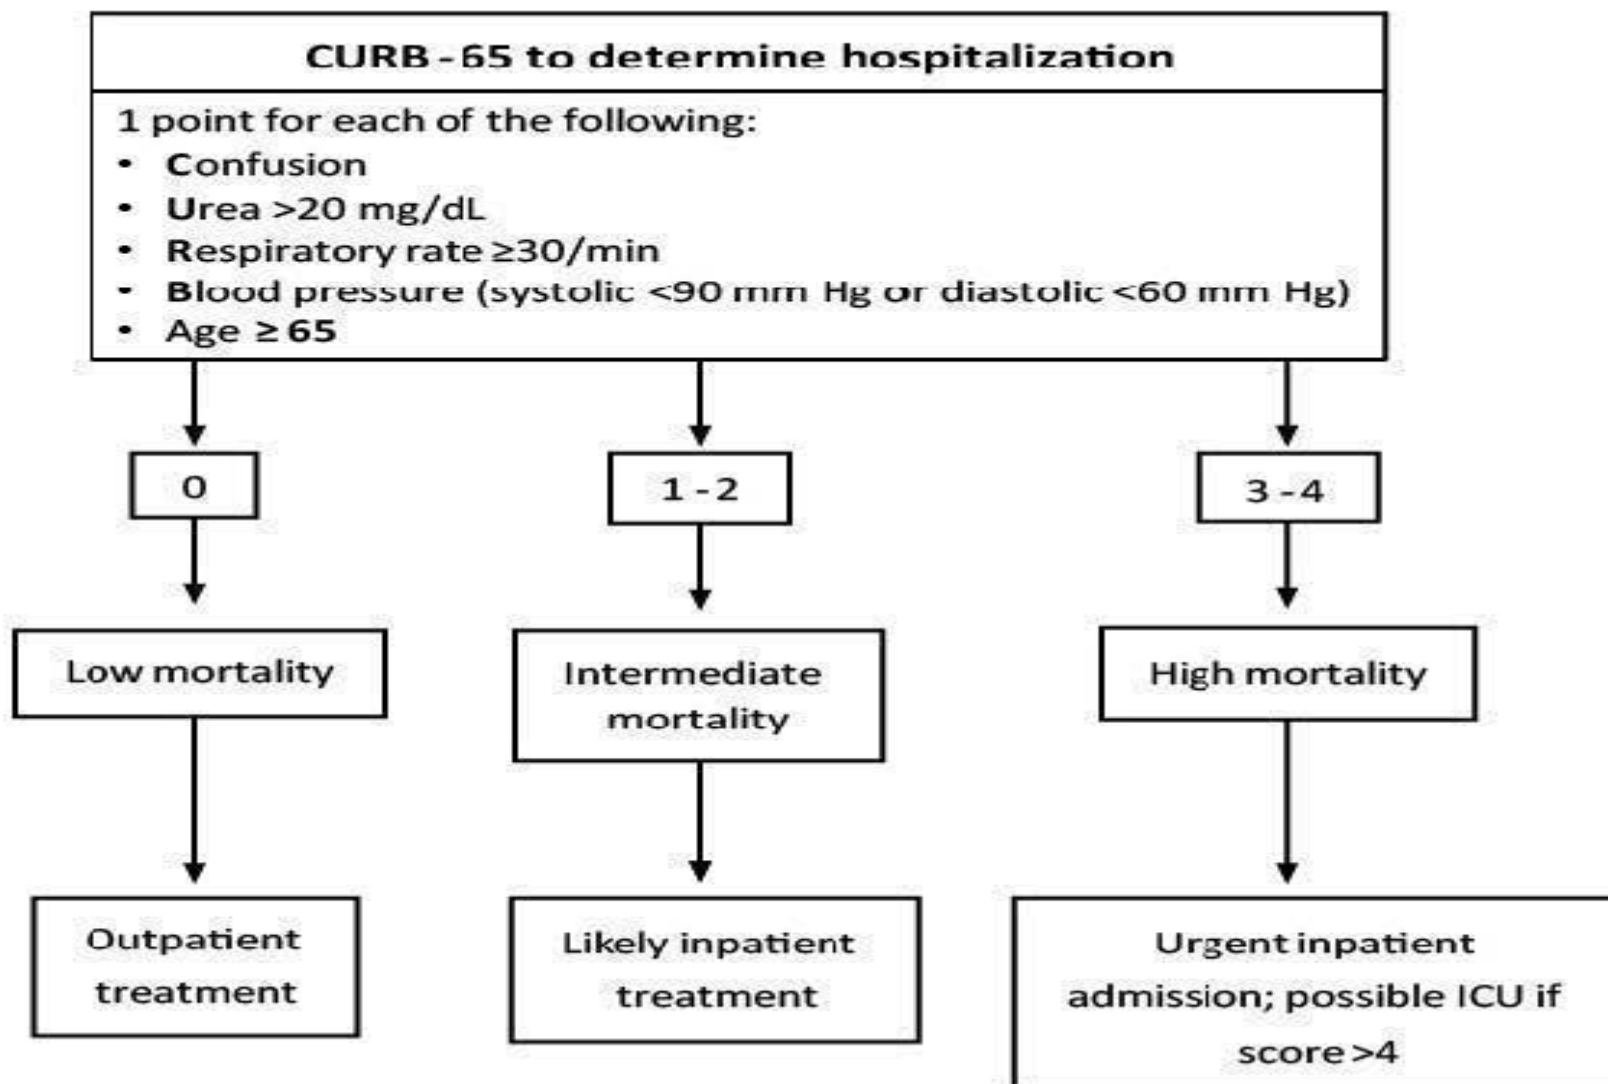 CURB-65 to determine hospitalization
1 point for each of the following:
• Confusion
• Urea >20 mg/dL
• Respiratory rate ≥30/min
• Blood pressure (systolic <90 mm Hg or diastolic <60 mm Hg)
• Age ≥ 65
0
1-2
3-4
Low mortality
Intermediate
mortality
High mortality
Outpatient
treatment
Likely inpatient
treatment
Urgent inpatient
admission; possible ICU if
score >4